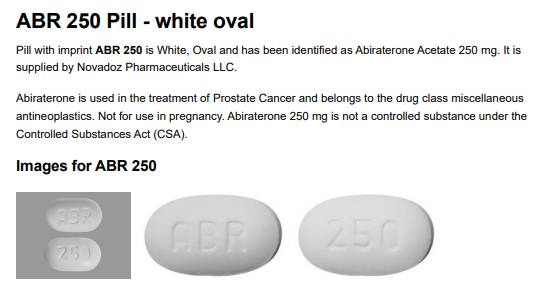 ABR 250 Pill - white oval
Pill with imprint ABR 250 is White, Oval and has been identified as Abiraterone Acetate 250 mg. It is
supplied by Novadoz Pharmaceuticals LLC.
Abiraterone is used in the treatment of Prostate Cancer and belongs to the drug class miscellaneous
antineoplastics. Not for use in pregnancy. Abiraterone 250 mg is not a controlled substance under the
Controlled Substances Act (CSA).
Images for ABR 250
ABR
250
ABR
250